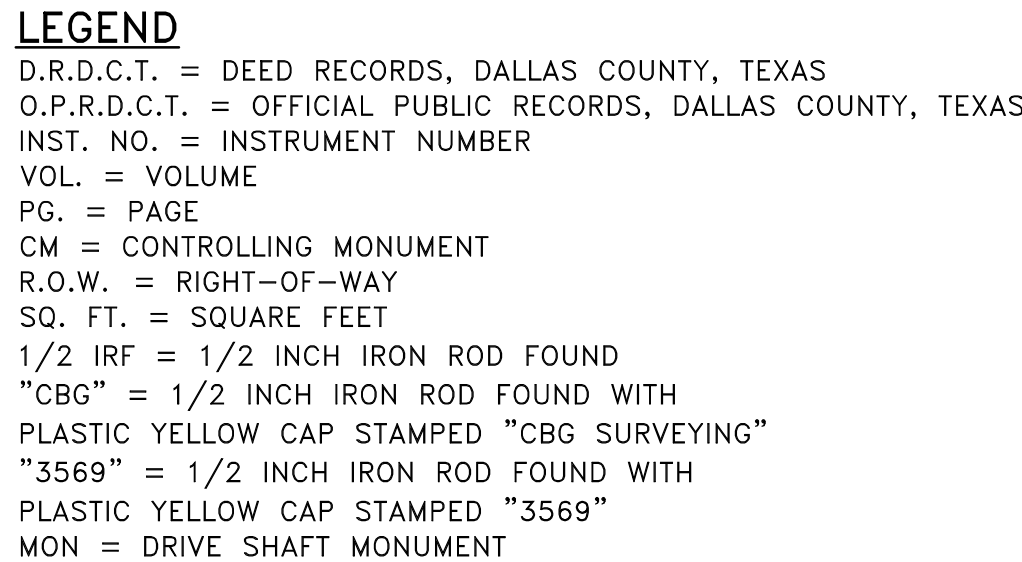 LEGEND
D.R.D.C.T. = DEED RECORDS, DALLAS COUNTY, TEXAS
O.P.R.D.C.T. = OFFICIAL PUBLIC RECORDS, DALLAS COUNTY, TEXAS
INST. NO. = INSTRUMENT NUMBER
VOL. = VOLUME
PG. = PAGE
CM = CONTROLLING MONUMENT
R.O.W. = RIGHT-OF-WAY
SQ. FT. = SQUARE FEET
1/2 IRF = 1/2 INCH IRON ROD FOUND
"CBG" = 1/2 INCH IRON ROD FOUND WITH
PLASTIC YELLOW CAP STAMPED "CBG SURVEYING"
"3569" = 1/2 INCH IRON ROD FOUND WITH
PLASTIC YELLOW CAP STAMPED "3569"
MON = DRIVE SHAFT MONUMENT